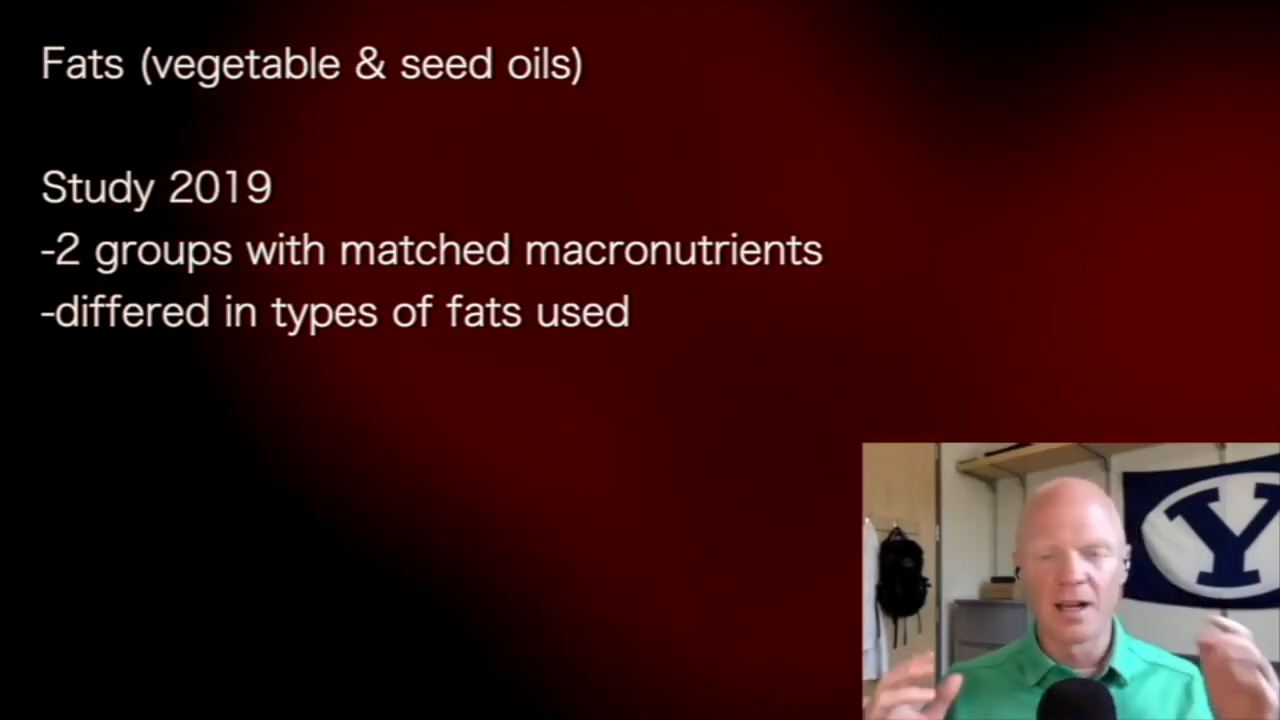 Fats (vegetable & seed oils)
Study 2019
-2 groups with matched macronutrients
-differed in types of fats used
Y